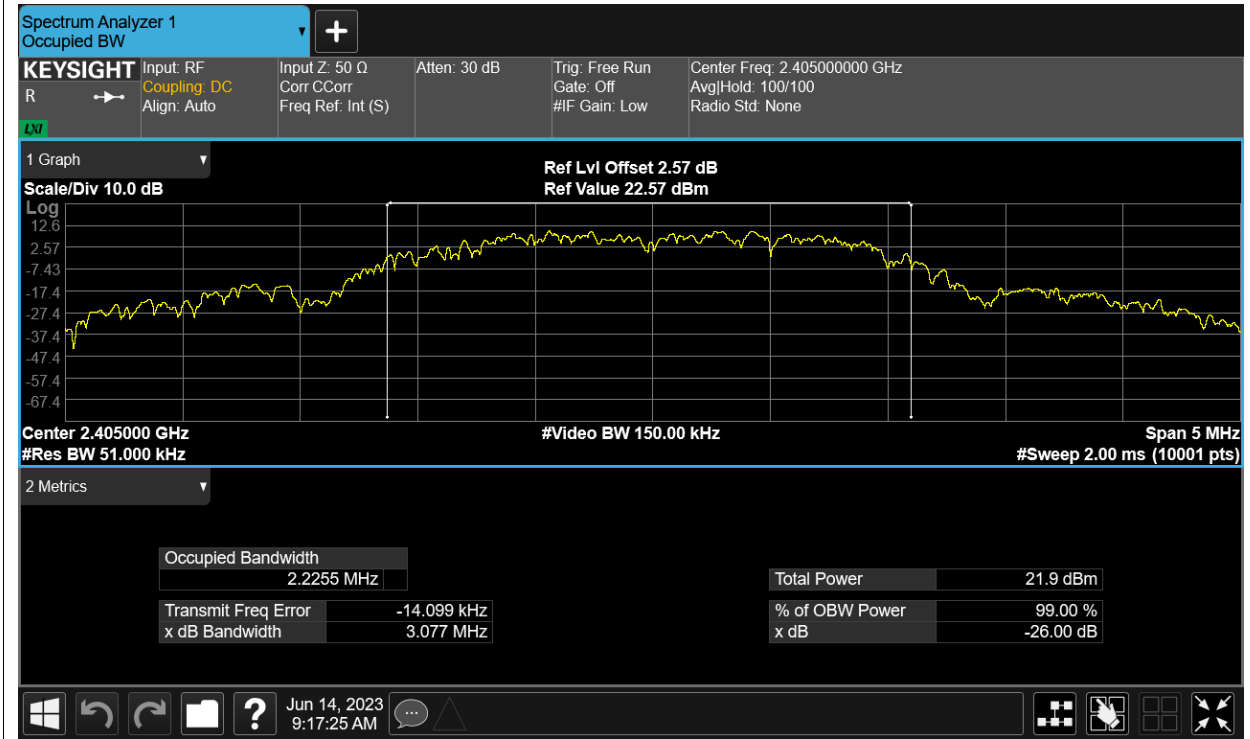 Spectrum Analyzer 1
Occupied BW
KEYSIGHT
R
LXI
Input: RF
Coupling: DC
Align: Auto
Input Z: 50 Ω
Corr CCorr
Freq Ref: Int (S)
Atten: 30 dB
Trig: Free Run
Gate: Off
#IF Gain: Low
Center Freq: 2.405000000 GHz
Avg|Hold: 100/100
Radio Std: None
1 Graph
Scale/Div 10.0 dB
Ref Lvl Offset 2.57 dB
Ref Value 22.57 dBm
Log
12.6
2.57
-7.43
-17.4
-27.4
-37.4
-47.4
-57.4
-67.4
Center 2.405000 GHz
#Video BW 150.00 kHz
Span 5 MHz
#Res BW 51.000 kHz
#Sweep 2.00 ms (10001 pts)
2 Metrics
Occupied Bandwidth
2.2255 MHz
Total Power 21.9 dBm
Transmit Freq Error -14.099 kHz
% of OBW Power 99.00 %
x dB Bandwidth 3.077 MHz
x dB -26.00 dB
?
Jun 14, 2023
9:17:25 AM